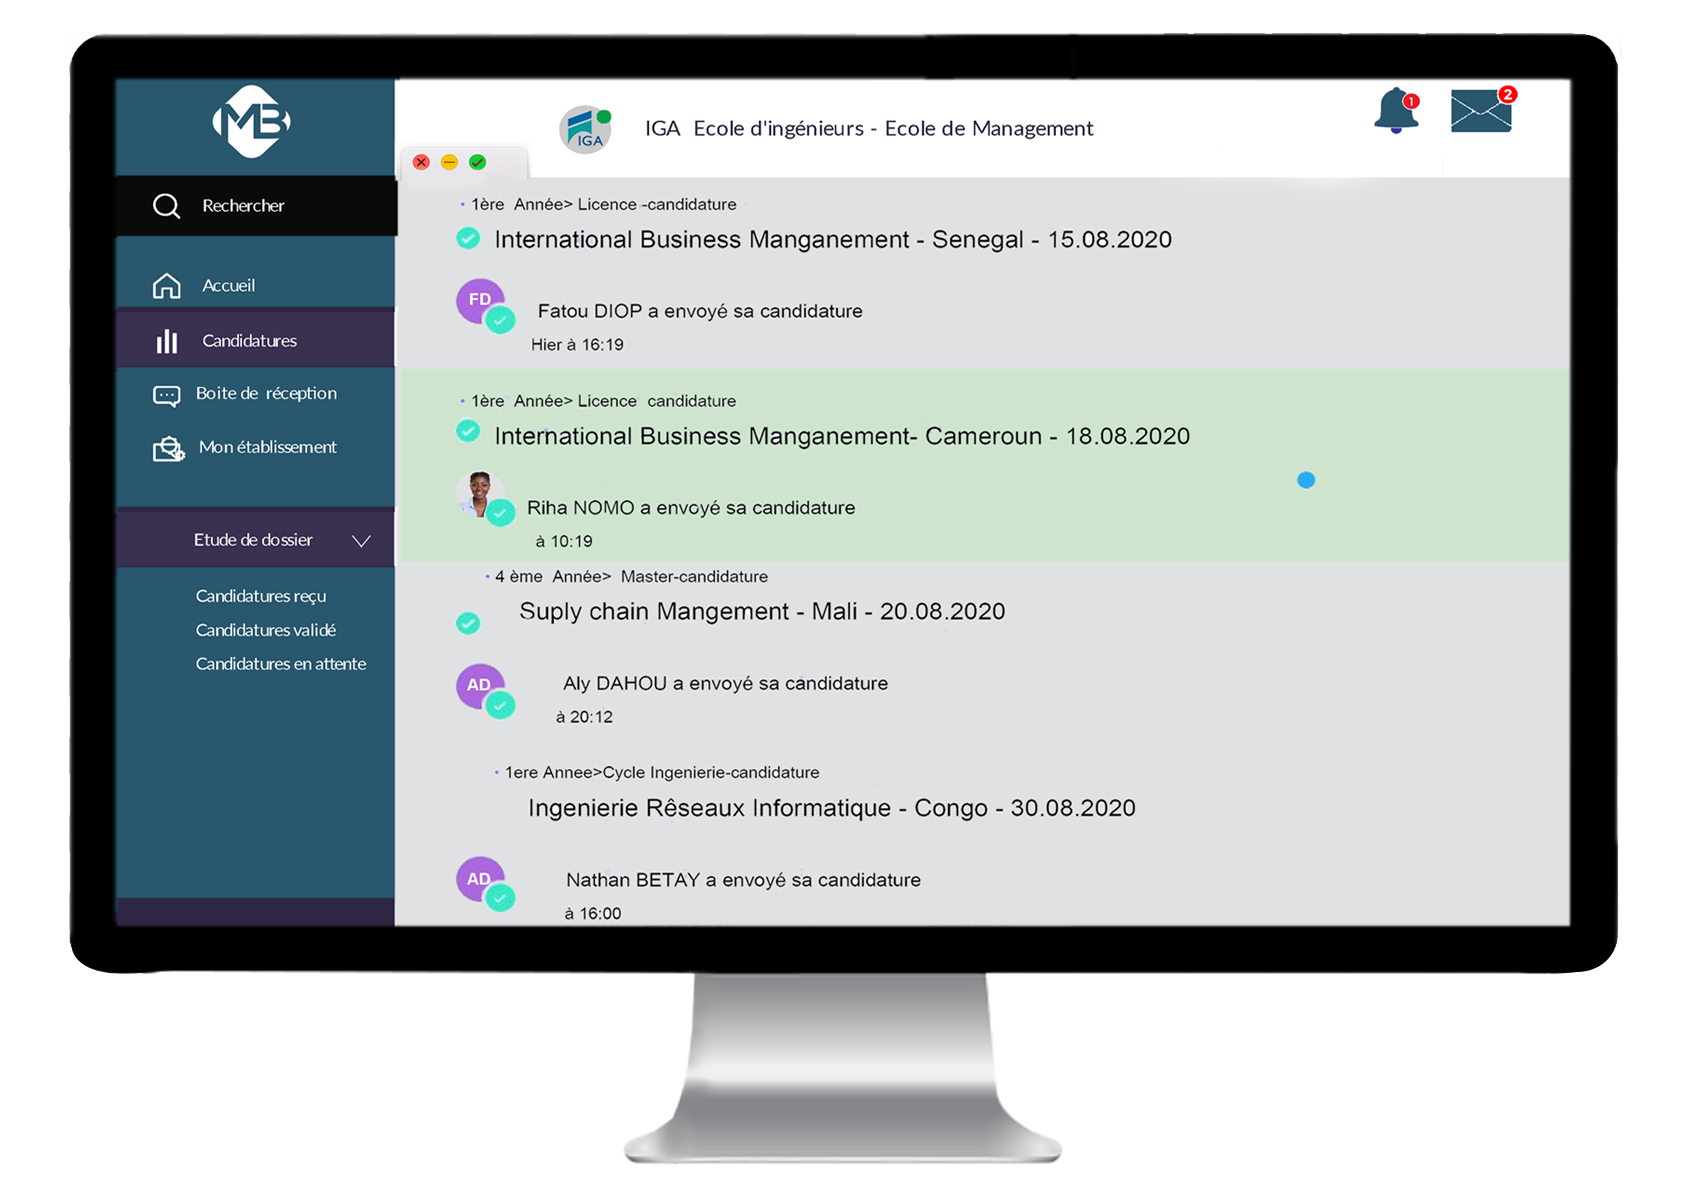 MB
Rechercher
Accueil
Candidatures
Boite de réception
Mon établissement
Etude de dossier
Candidatures reçu
Candidatures validé
Candidatures en attente
IGA
IGA Ecole d'ingénieurs - Ecole de Management
1
2
1ère Année> Licence -candidature
International Business Manganement - Senegal - 15.08.2020
FD
Fatou DIOP a envoyé sa candidature
Hier à 16:19
1ère Année> Licence candidature
International Business Manganement- Cameroun - 18.08.2020
Riha NOMO a envoyé sa candidature
à 10:19
4 ème Année> Master-candidature
Suply chain Mangement - Mali - 20.08.2020
AD
Aly DAHOU a envoyé sa candidature
à 20:12
1ere Annee>Cycle Ingenierie-candidature
Ingenierie Rêseaux Informatique - Congo - 30.08.2020
AD
Nathan BETAY a envoyé sa candidature
à 16:00